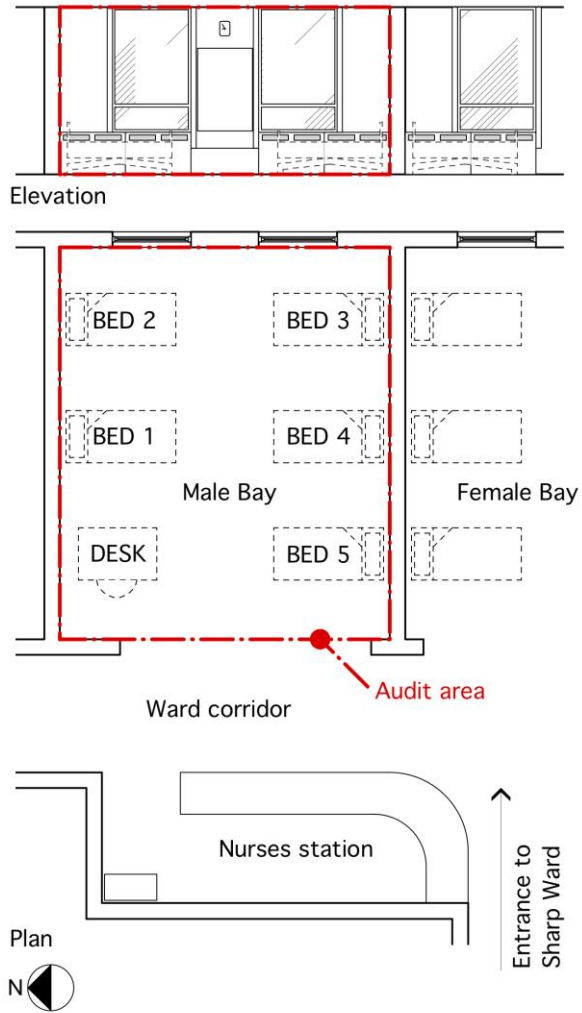 Elevation
BED 2
BED 3
BED 1
BED 4
Male Bay
Female Bay
DESK
BED 5
Audit area
Ward corridor
Nurses station
Entrance to
Sharp Ward
Plan
N